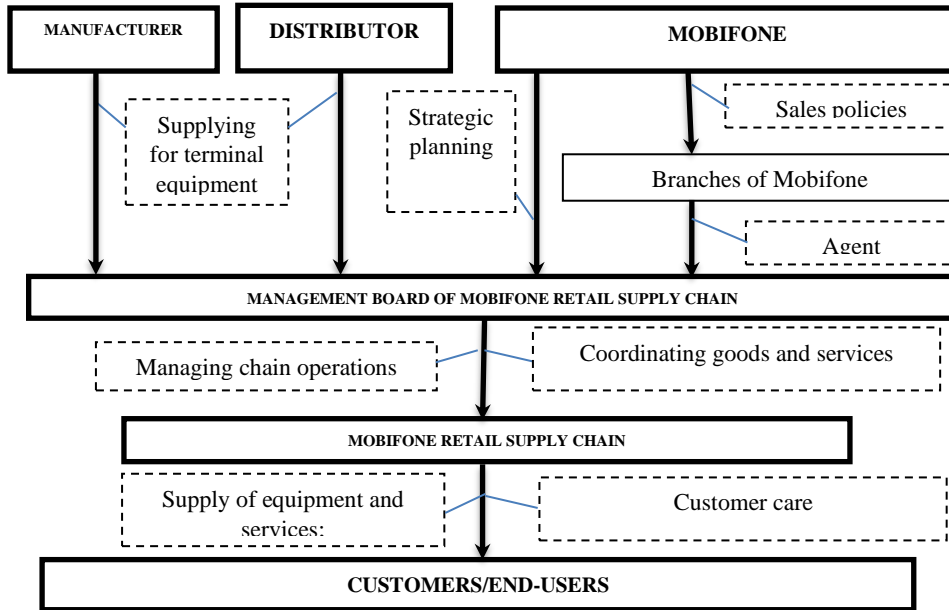 MANUFACTURER
DISTRIBUTOR
MOBIFONE
Supplying
for terminal
equipment
Strategic
planning
Sales policies
Branches of Mobifone
Agent
MANAGEMENT BOARD OF MOBIFONE RETAIL SUPPLY CHAIN
Managing chain operations
Coordinating goods and services
MOBIFONE RETAIL SUPPLY CHAIN
Supply of equipment and
services;
Customer care
CUSTOMERS/END-USERS